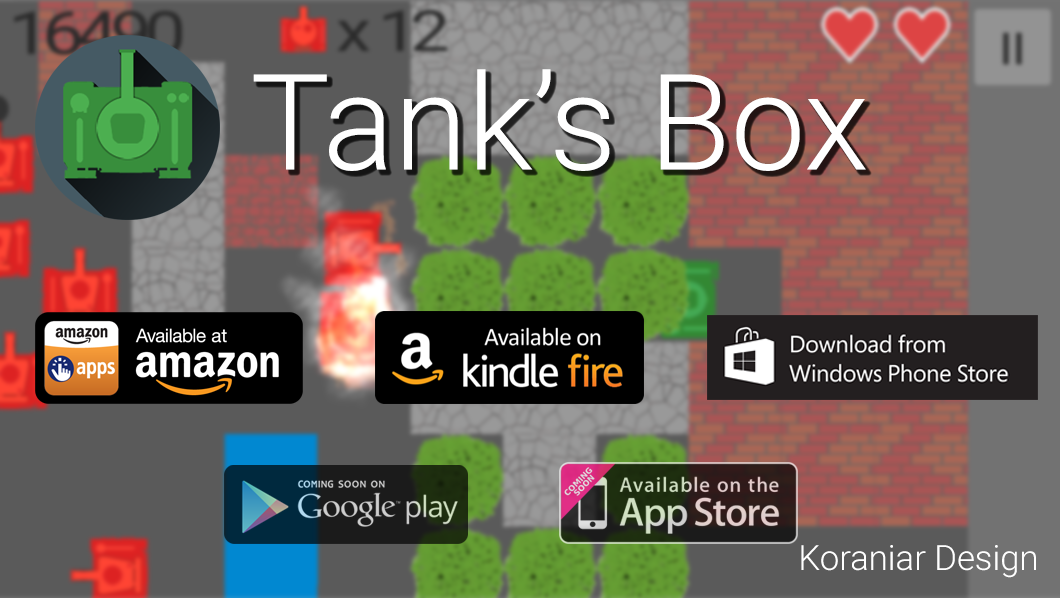 16490
x 12
Tank's Box
amazon
apps
Available at
amazon
a
Available on
kindle fire
Download from
Windows Phone Store
COMING SOON ON
Google™ play
COMING
SOON
Available on the
App Store
Koraniar Design